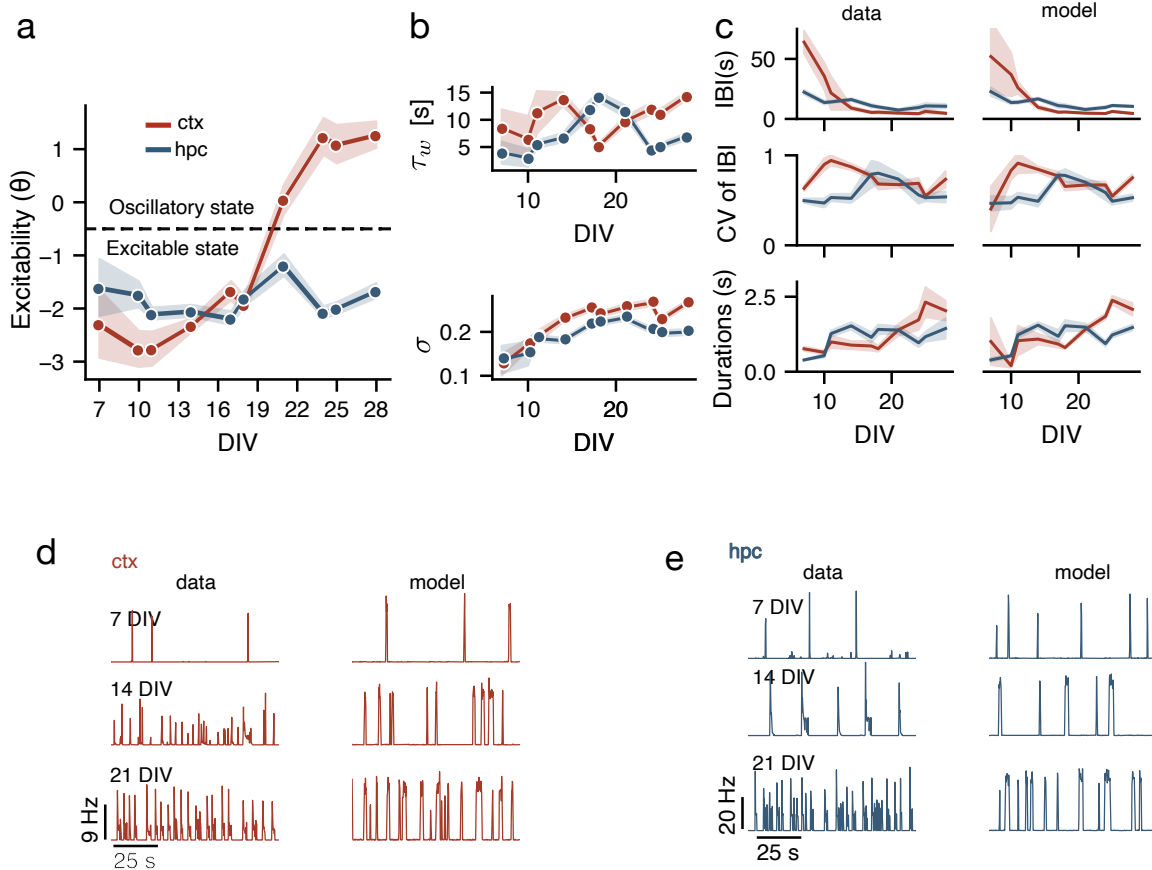 a
Excitability (θ)
1
0
−1
−2
−3
ctx
hpc
Oscillatory state
Excitable state
7 10 13 16 19 22 25 28
DIV
b
τw [s]
15
10
5
10 20
DIV
σ
0.2
0.1
10 20
DIV
c
data model
IBI(s)
50
0
10 20 10 20
CV of IBI
1
0
Durations (s)
2.5
0.0
10 20 10 20
DIV DIV
d
ctx
data model
7 DIV
14 DIV
21 DIV
9 Hz
25 s
e
hpc
data model
7 DIV
14 DIV
21 DIV
20 Hz
25 s